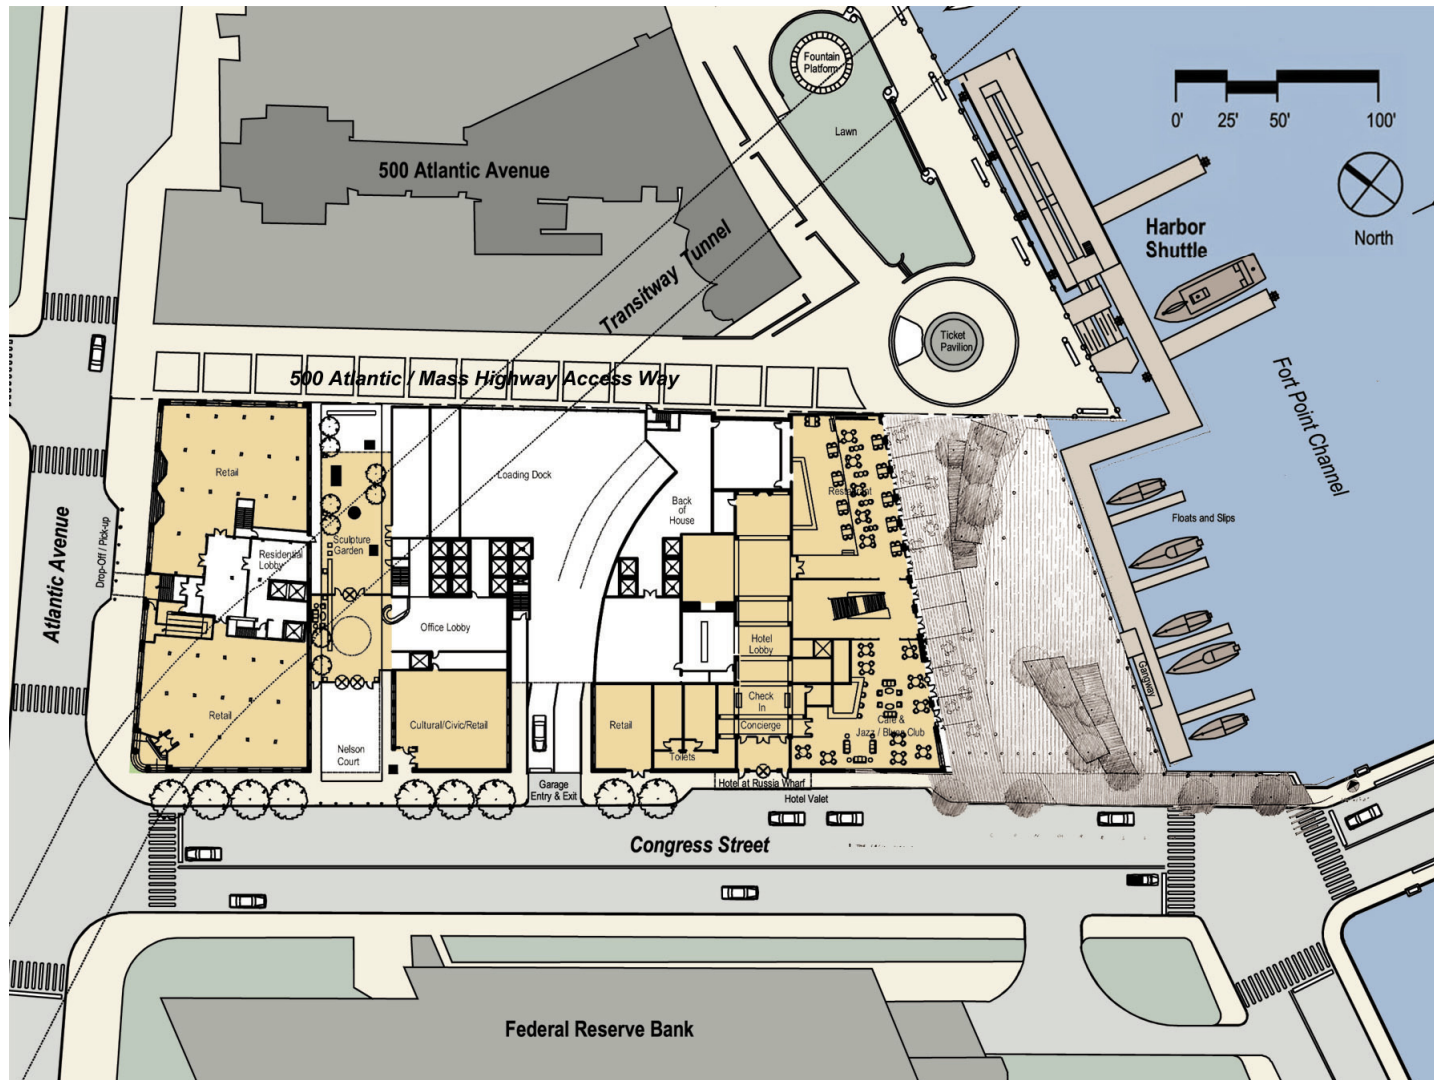 Fountain
Platform
Lawn
0' 25' 50' 100'
North
500 Atlantic Avenue
Harbor
Shuttle
Transitway Tunnel
Ticket
Pavilion
500 Atlantic / Mass Highway Access Way
Fort Point Channel
Retail
Loading Dock
Back
of
House
Restaurant
Floats and Slips
Atlantic Avenue
Drop-Off / Pick-up
Residential
Lobby
Sculpture
Garden
Office Lobby
Hotel
Lobby
Gangway
Check
In
Concierge
Retail
Cultural/Civic/Retail
Retail
Café &
Jazz / Blues Club
Nelson
Court
Toilets
Garage
Entry & Exit
Hotel at Russia Wharf
Hotel Valet
Congress Street
Federal Reserve Bank